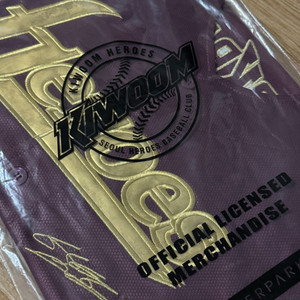 Heroes
KIWOOM HEROES
KIWOOM
SEOUL HEROES BASEBALL CLUB
OFFICIAL LICENSED
MERCHANDISE